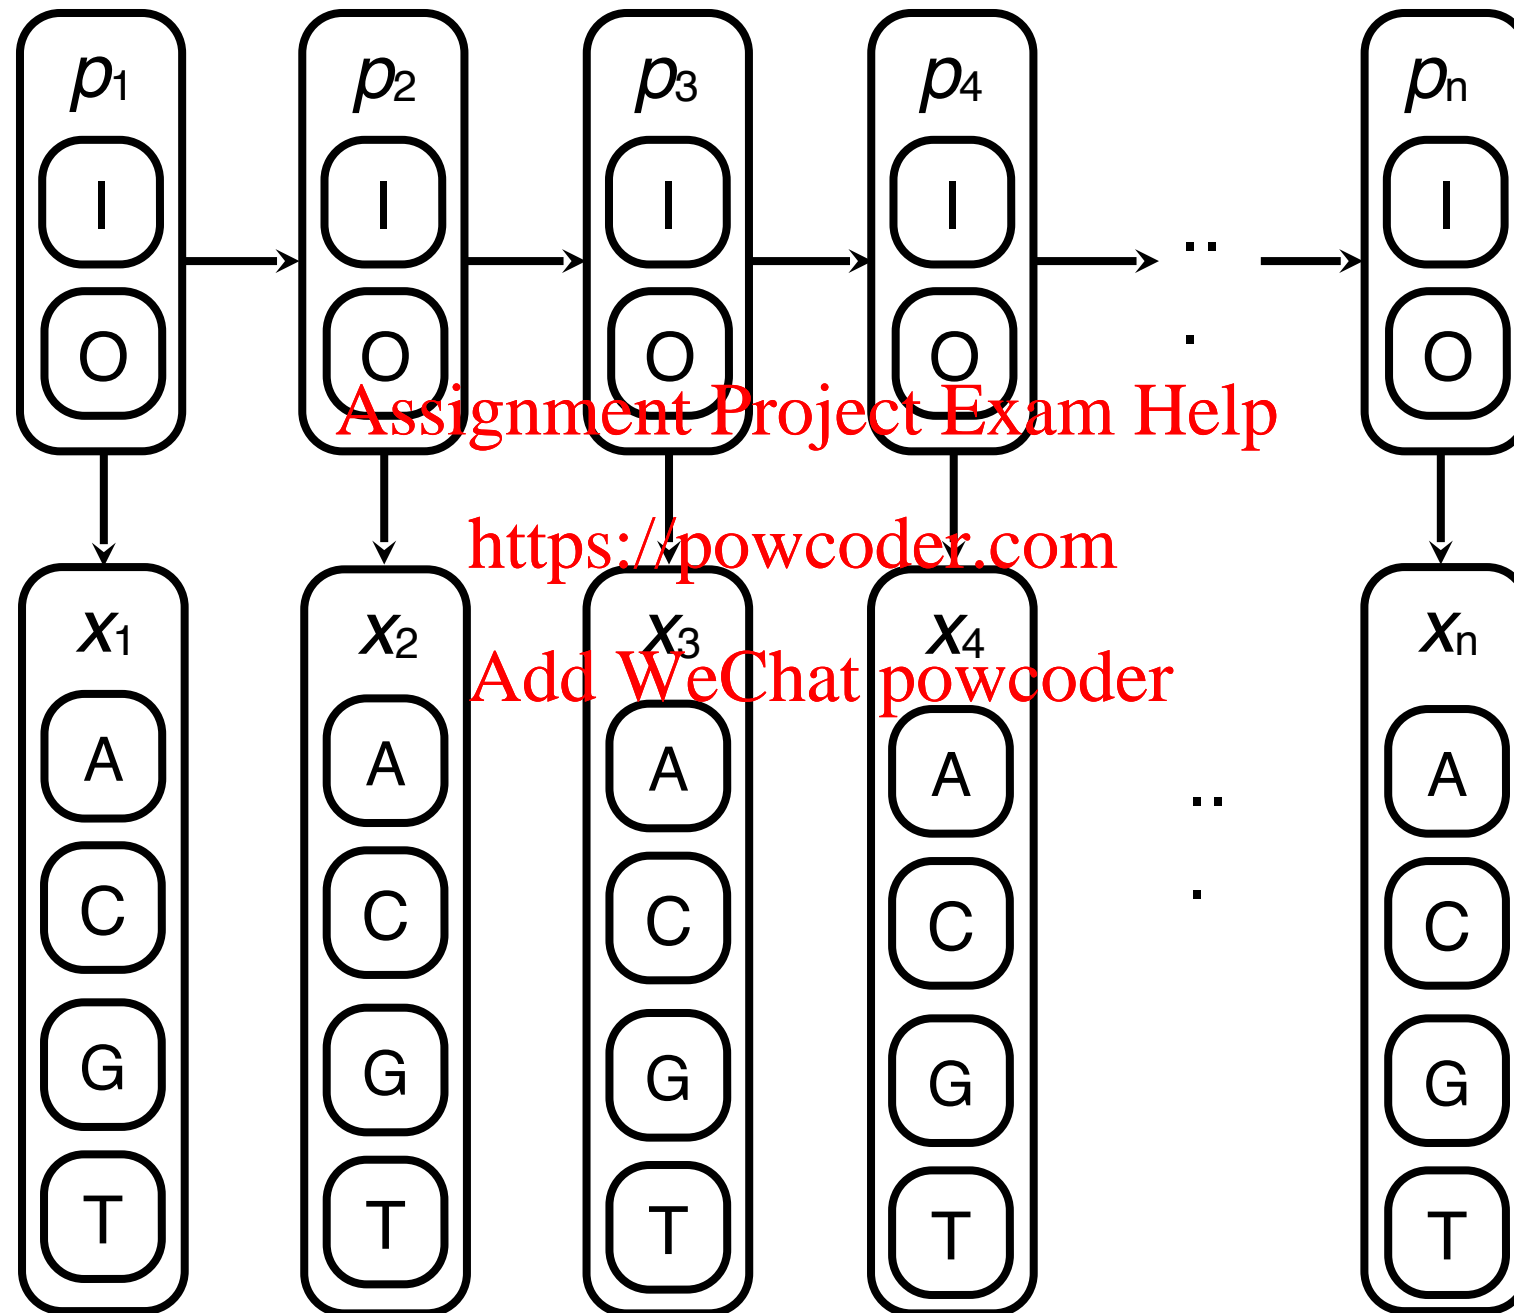 p1 p2 p3 p4 pn
I I I I I
.. 
O O O O O
.
Assignment Project Exam Help
https://powcoder.com
x1 x2 x3 x4 xn
Add WeChat powcoder
A A A A A
..
C C C C C
.
G G G G G
T T T T T